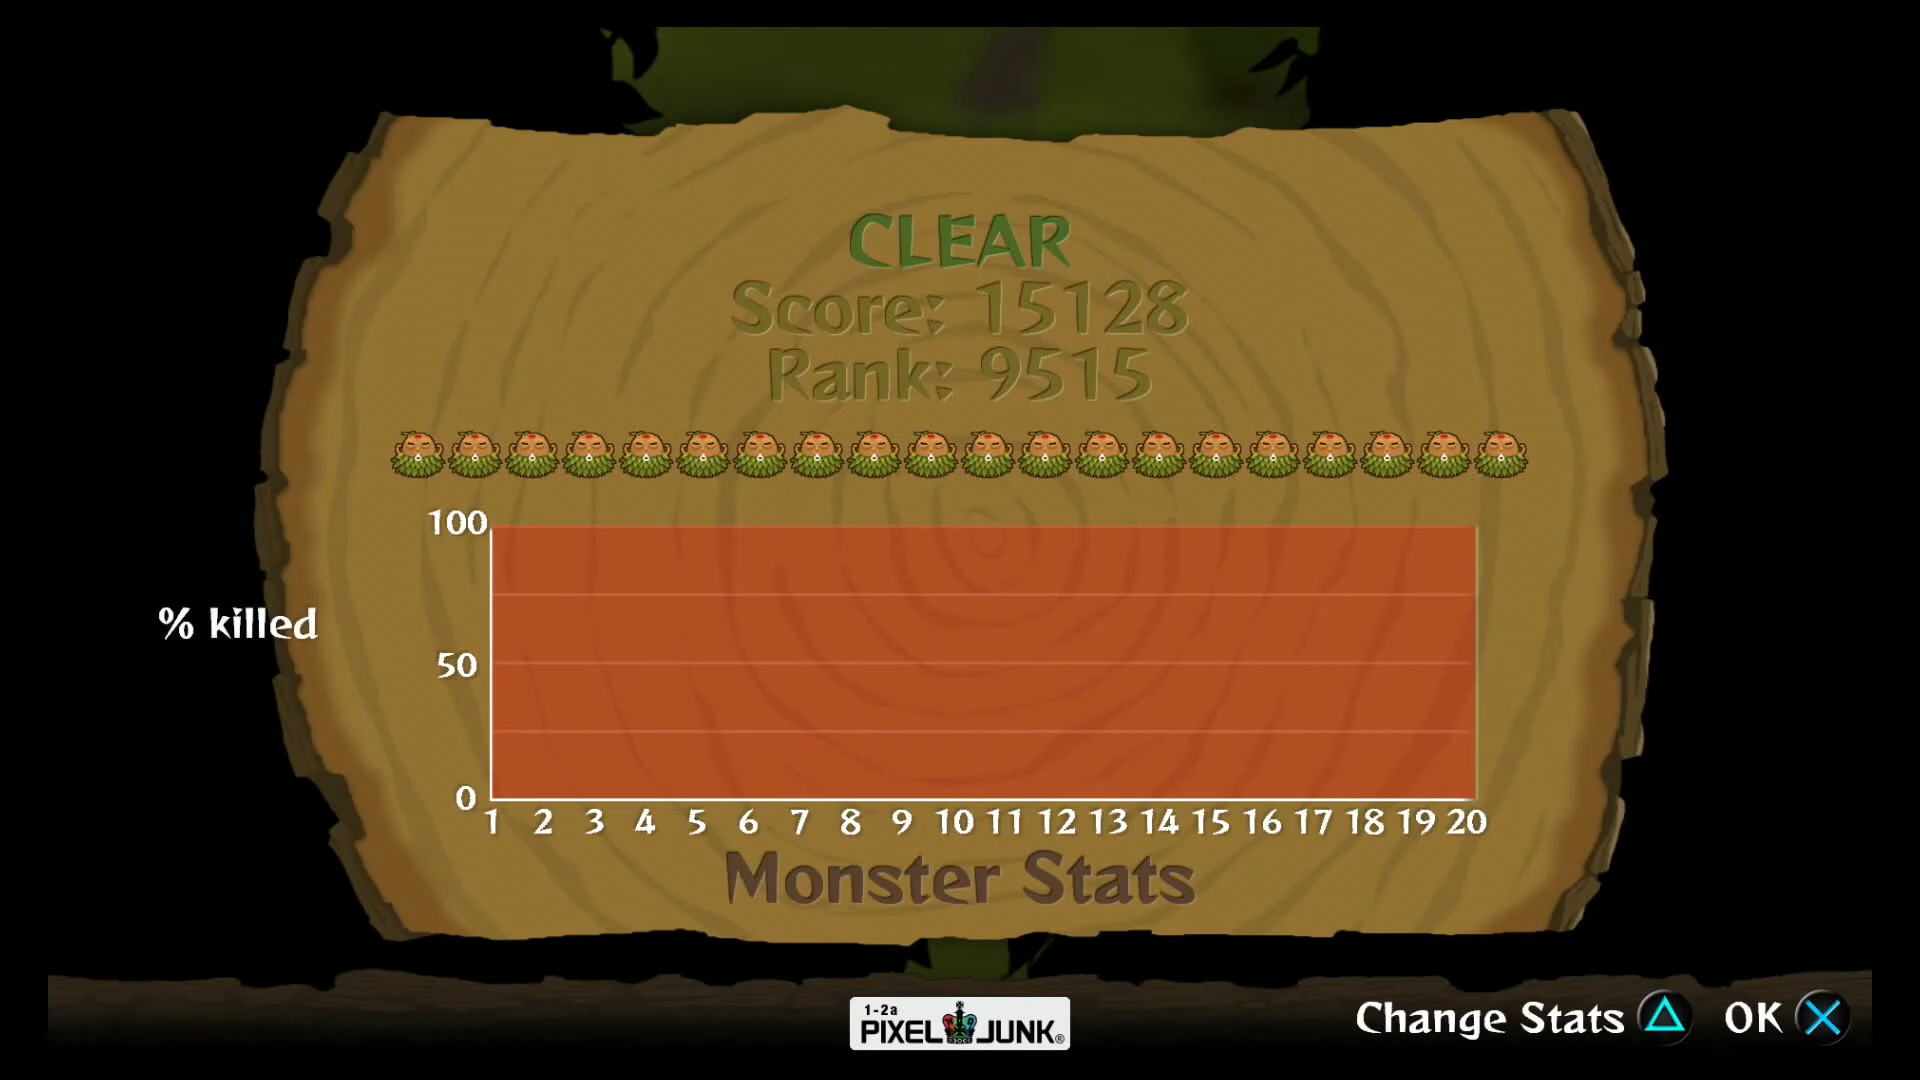 CLEAR
Score: 15128
Rank: 9515
100
% killed
50
0
1 2 3 4 5 6 7 8 9 10 11 12 13 14 15 16 17 18 19 20
Monster Stats
1-2a
PIXEL JUNK®
Change Stats OK